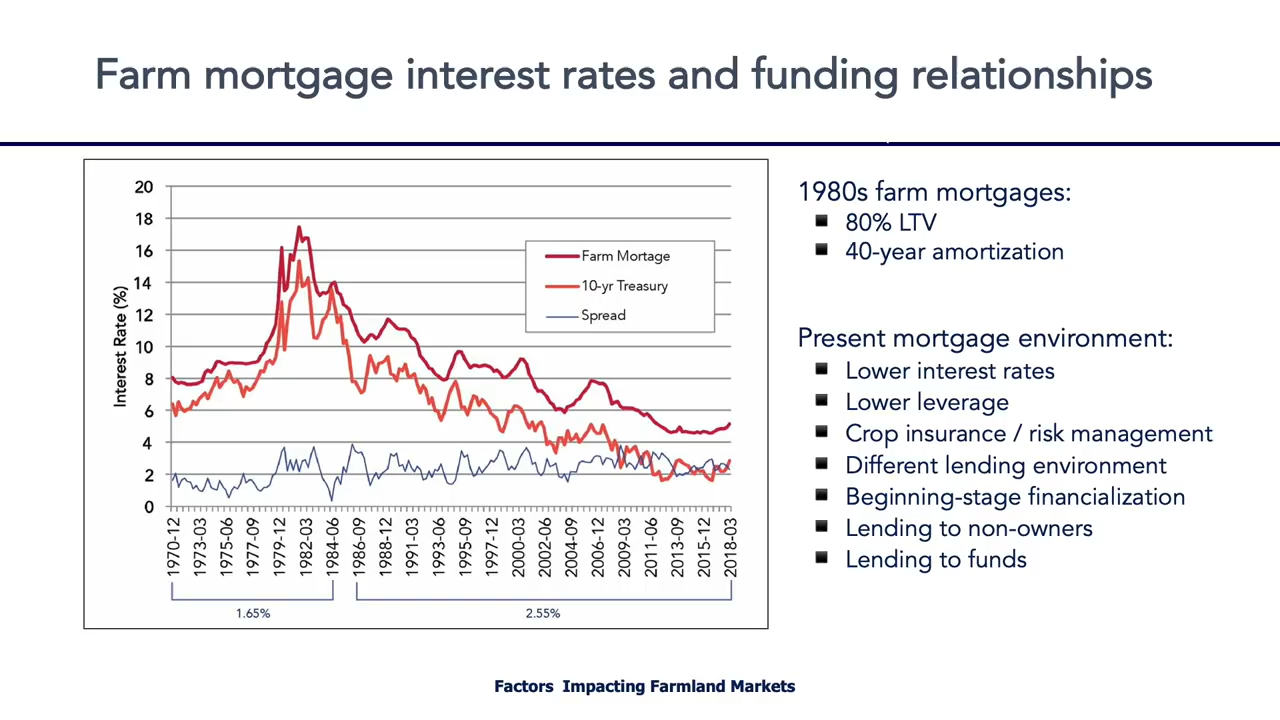 Farm mortgage interest rates and funding relationships
20
18
16
14
12
10
8
6
4
2
0
Interest Rate (%)
Farm Mortage
10-yr Treasury
Spread
1970-12
1973-03
1975-06
1977-09
1979-12
1982-03
1984-06
1986-09
1988-12
1991-03
1993-06
1995-09
1997-12
2000-03
2002-06
2004-09
2006-12
2009-03
2011-06
2013-09
2015-12
2018-03
1.65%
2.55%
1980s farm mortgages:
80% LTV
40-year amortization
Present mortgage environment:
Lower interest rates
Lower leverage
Crop insurance / risk management
Different lending environment
Beginning-stage financialization
Lending to non-owners
Lending to funds
Factors Impacting Farmland Markets